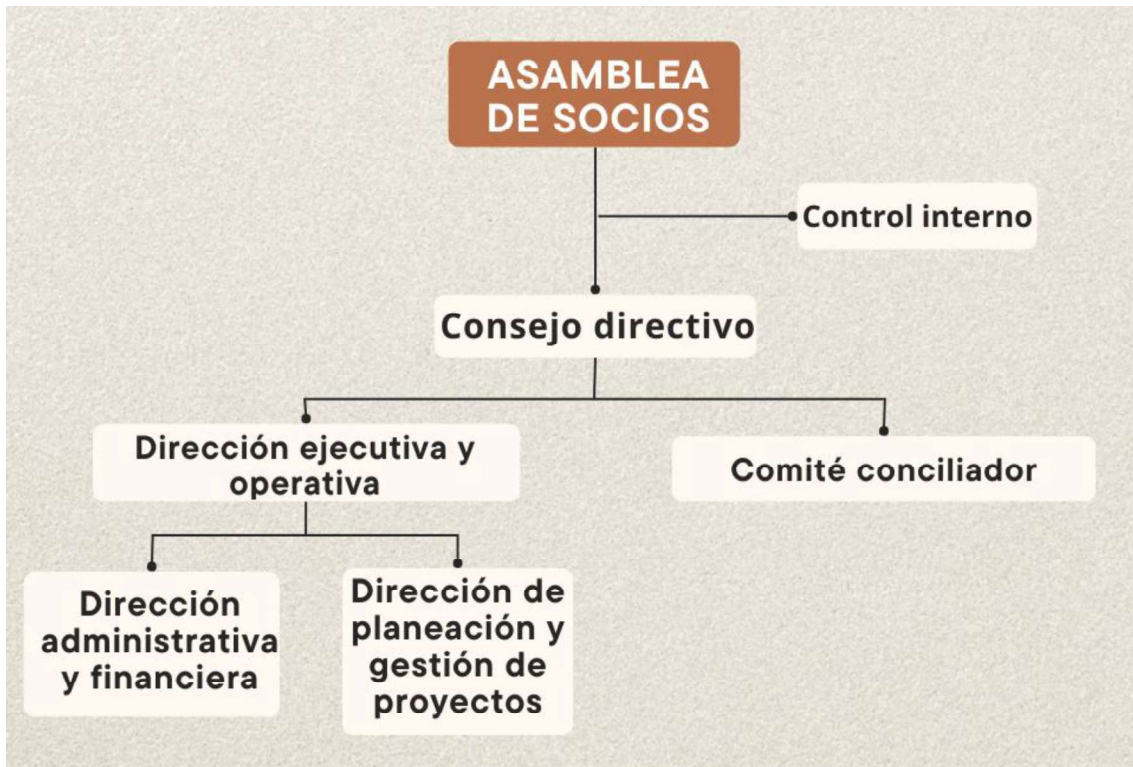 ASAMBLEA
DE SOCIOS
Control interno
Consejo directivo
Dirección ejecutiva y
operativa
Comité conciliador
Dirección
administrativa
y financiera
Dirección de
planeación y
gestión de
proyectos